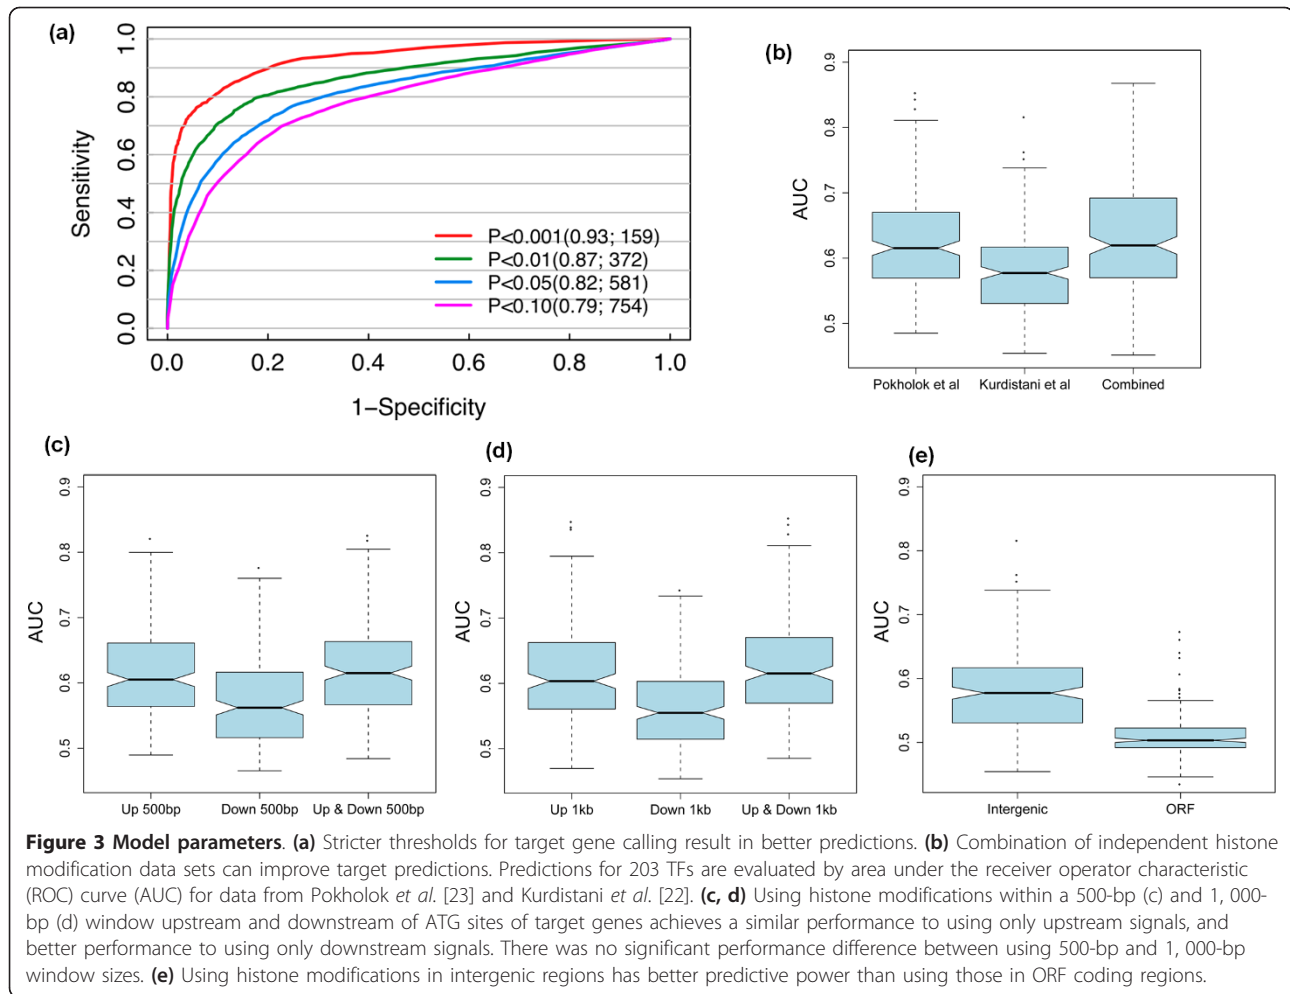 (a)
1.0
0.8
0.6
0.4
0.2
0.0
Sensitivity
P<0.001(0.93; 159)
P<0.01(0.87; 372)
P<0.05(0.82; 581)
P<0.10(0.79; 754)
0.0 0.2 0.4 0.6 0.8 1.0
1−Specificity
(b)
0.9
0.8
0.7
0.6
0.5
AUC
Pokholok et al Kurdistani et al Combined
(c)
0.9
0.8
0.7
0.6
0.5
AUC
Up 500bp Down 500bp Up & Down 500bp
(d)
0.9
0.8
0.7
0.6
0.5
AUC
Up 1kb Down 1kb Up & Down 1kb
(e)
0.9
0.8
0.7
0.6
0.5
AUC
Intergenic ORF
Figure 3 Model parameters. (a) Stricter thresholds for target gene calling result in better predictions. (b) Combination of independent histone
modification data sets can improve target predictions. Predictions for 203 TFs are evaluated by area under the receiver operator characteristic
(ROC) curve (AUC) for data from Pokholok et al. [23] and Kurdistani et al. [22]. (c, d) Using histone modifications within a 500-bp (c) and 1, 000-
bp (d) window upstream and downstream of ATG sites of target genes achieves a similar performance to using only upstream signals, and
better performance to using only downstream signals. There was no significant performance difference between using 500-bp and 1, 000-bp
window sizes. (e) Using histone modifications in intergenic regions has better predictive power than using those in ORF coding regions.